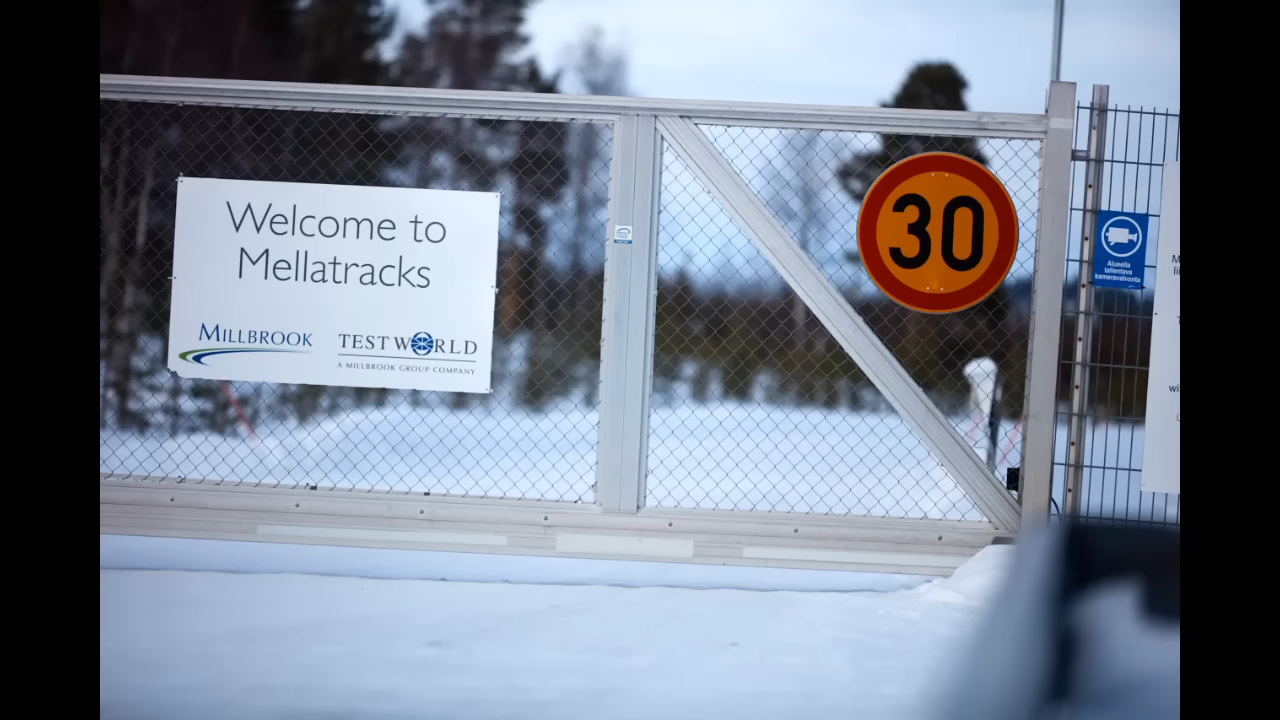 Welcome to
Mellatracks
MILLBROOK
TEST WORLD
A MILLBROOK GROUP COMPANY
30
Alueella
tallentava
kameravalvonta